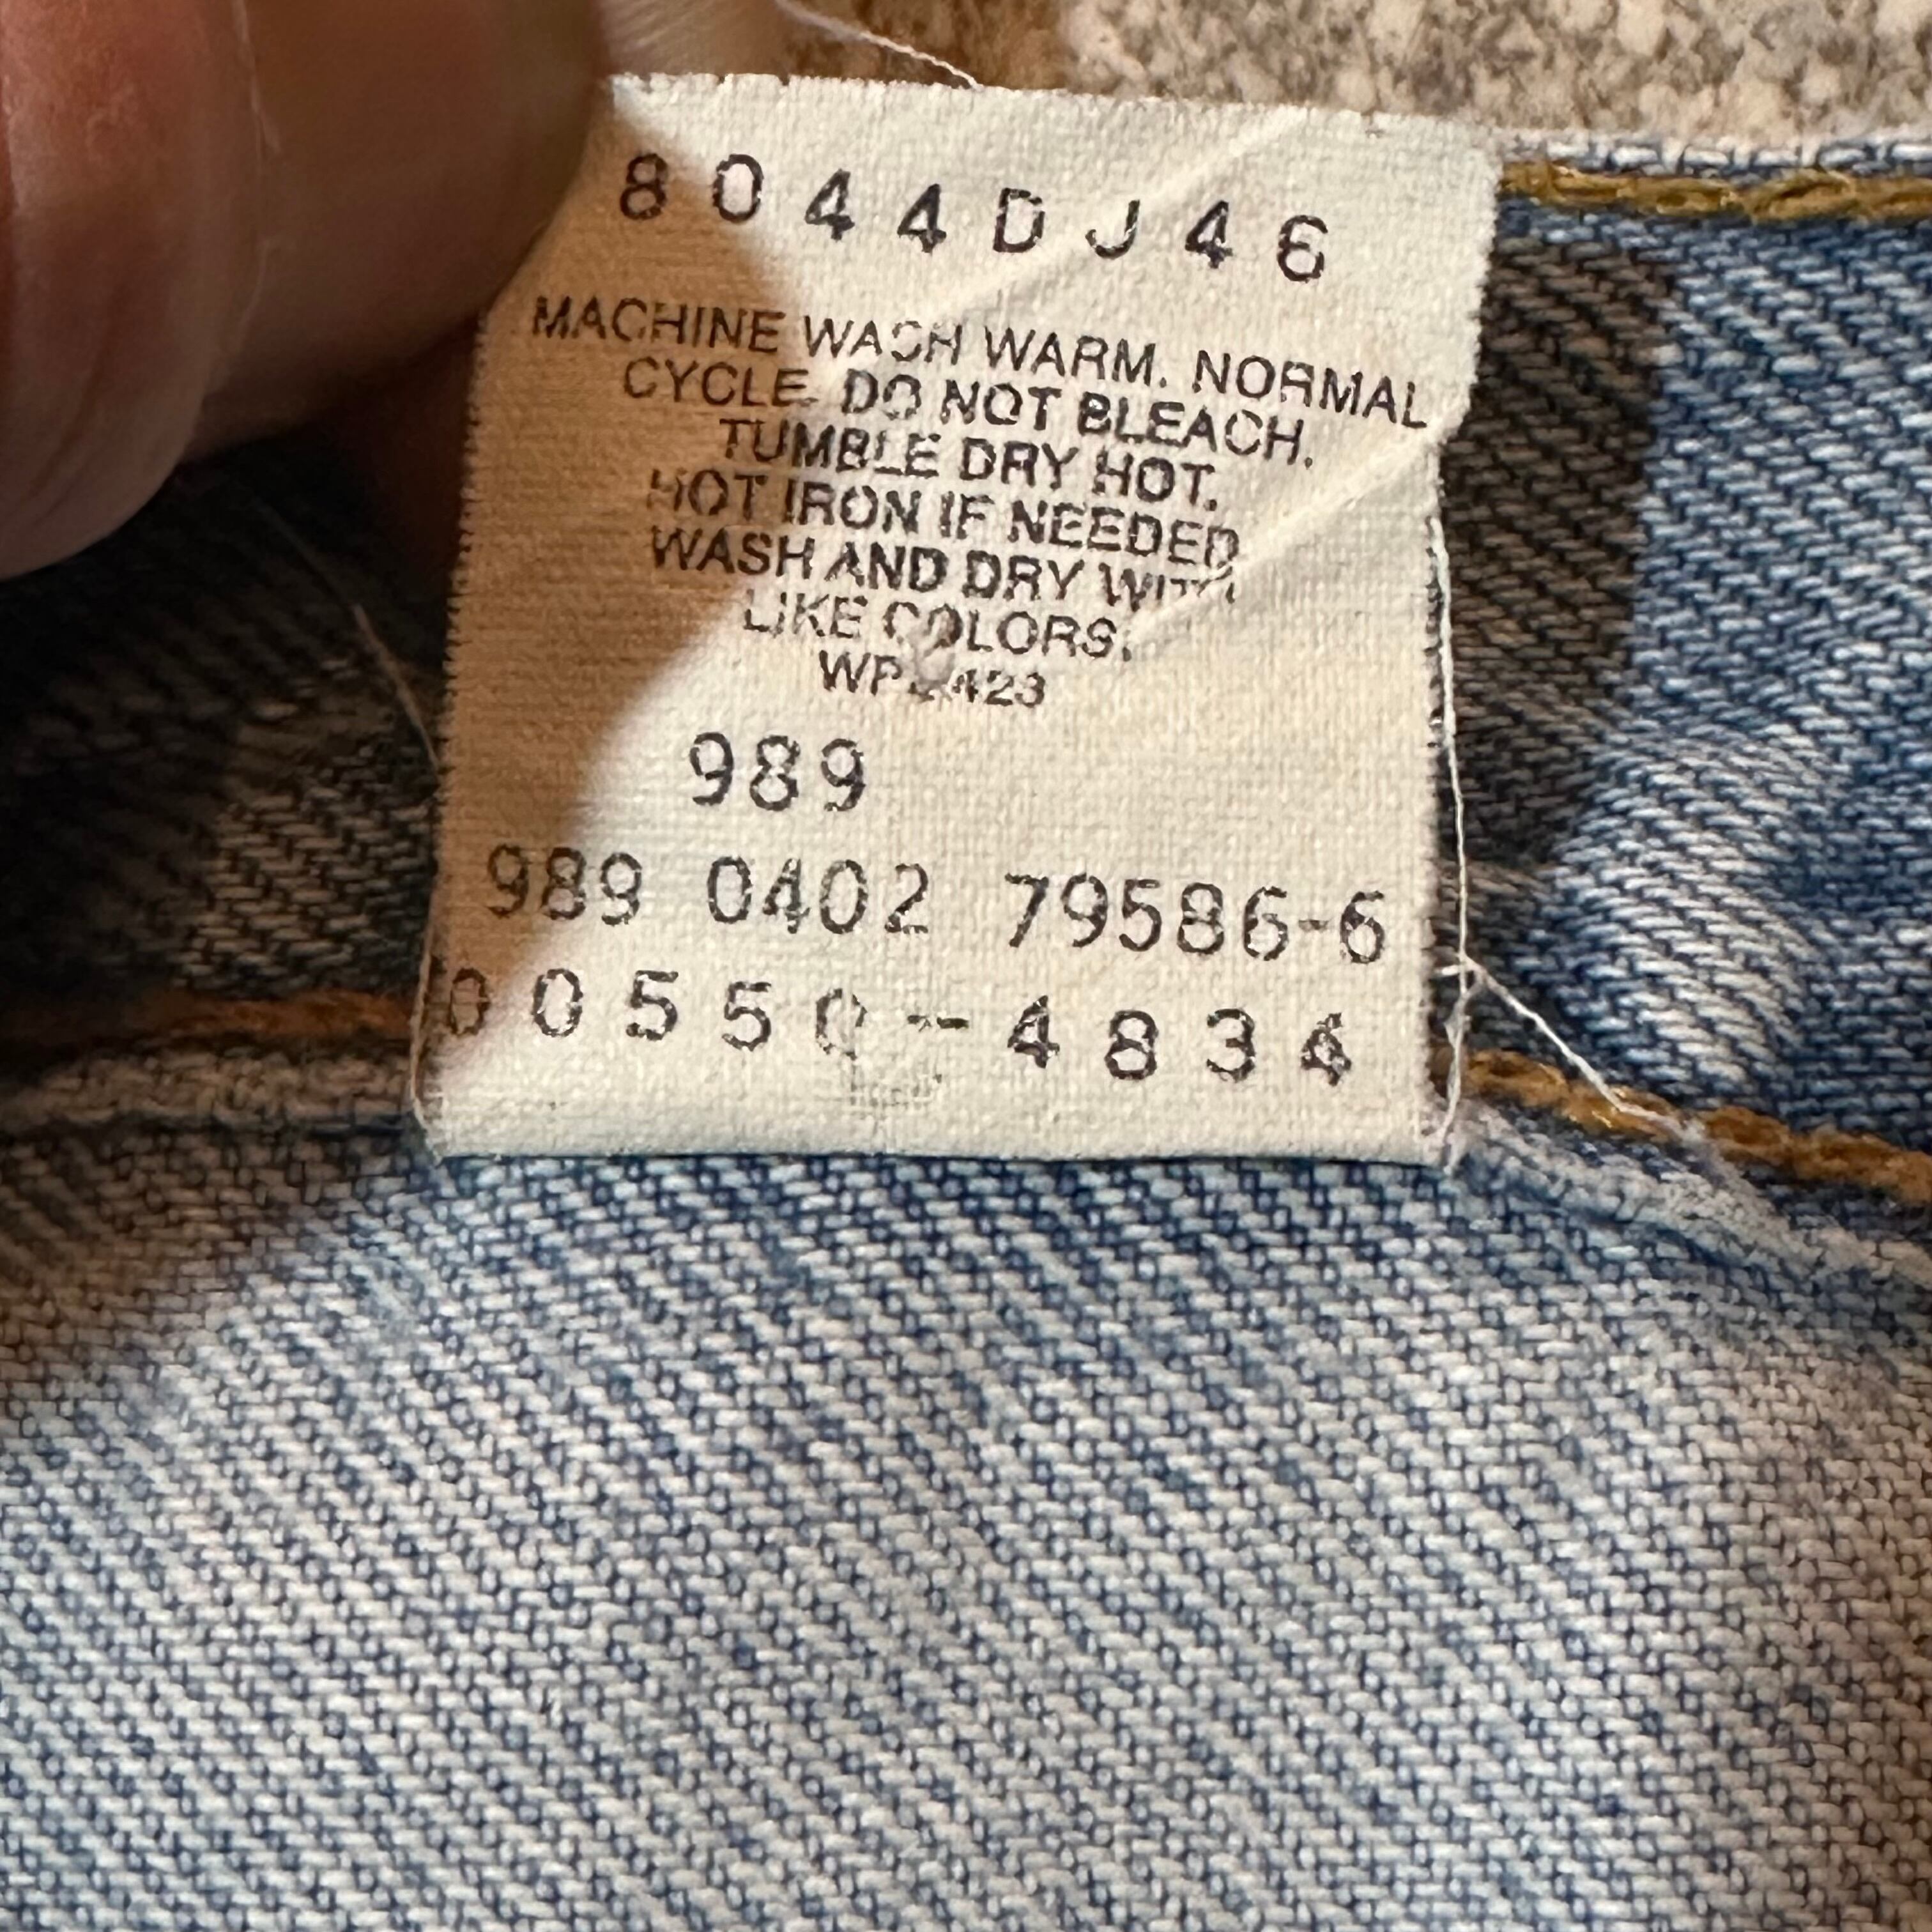 8044DJ46
MACHINE WASH WARM. NORMAL
CYCLE. DO NOT BLEACH.
TUMBLE DRY HOT.
HOT IRON IF NEEDED
WASH AND DRY WITH
LIKE COLORS.
989
989 0402 79586-6
00550-4834